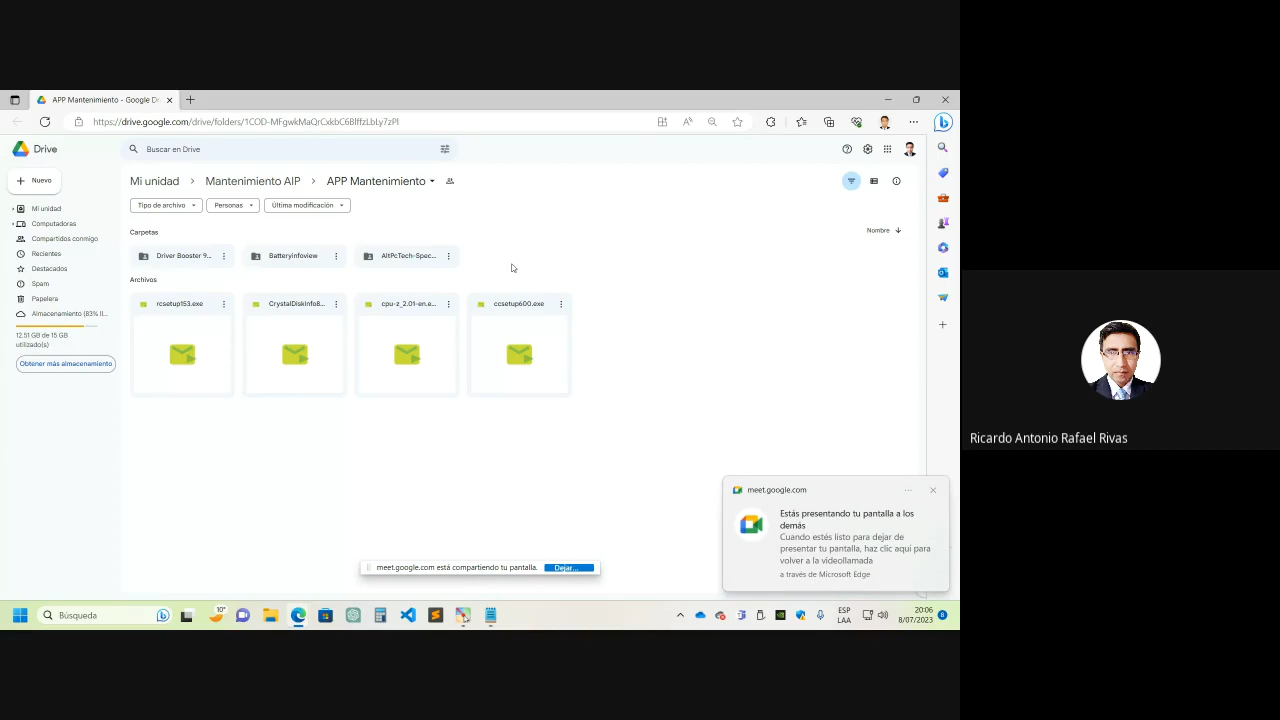 APP Mantenimiento - Google Dr
https://drive.google.com/drive/folders/1COD-MFgwkMaQrCxkbC6BlffzLbLy7zPl
Drive
Buscar en Drive
Nuevo
Mi unidad
Mantenimiento AIP
APP Mantenimiento
Tipo de archivo
Personas
Última modificación
Mi unidad
Computadoras
Compartidos conmigo
Recientes
Destacados
Spam
Papelera
Almacenamiento (83% ll...
12.51 GB de 15 GB
utilizado(s)
Obtener más almacenamiento
Carpetas
Nombre
Driver Booster 9...
Batteryinfoview
AltPcTech-Spec...
Archivos
rcsetup153.exe
CrystalDiskInfo8...
cpu-z_2.01-en.e...
ccsetup600.exe
meet.google.com
Estás presentando tu pantalla a los
demás
Cuando estés listo para dejar de
presentar tu pantalla, haz clic aquí para
volver a la videollamada
a través de Microsoft Edge
meet.google.com está compartiendo tu pantalla.
Dejar...
Búsqueda
10°
ESP
LAA
20:06
8/07/2023
8
Ricardo Antonio Rafael Rivas